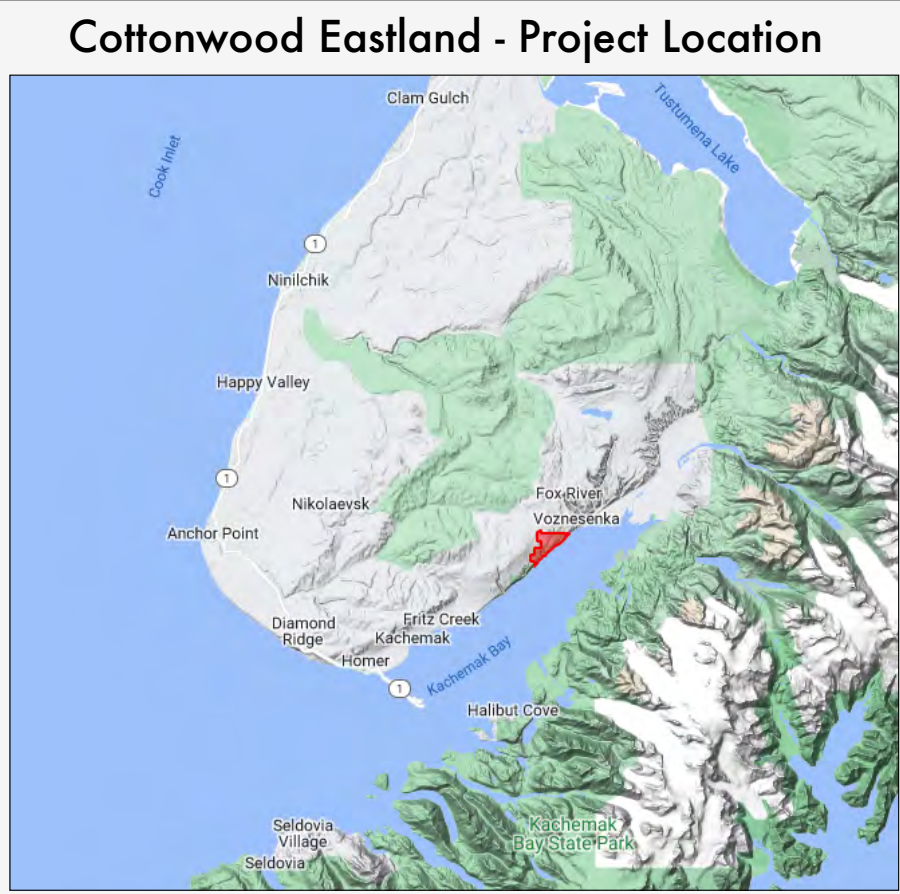 Cottonwood Eastland - Project Location
Clam Gulch
Tustumena Lake
Cook Inlet
1
Ninilchik
Happy Valley
1
Nikolaevsk
Fox River
Voznesenka
Anchor Point
Diamond
Ridge
Fritz Creek
Kachemak
Homer
Kachemak Bay
1
Halibut Cove
Seldovia
Village
Seldovia
Kachemak
Bay State Park